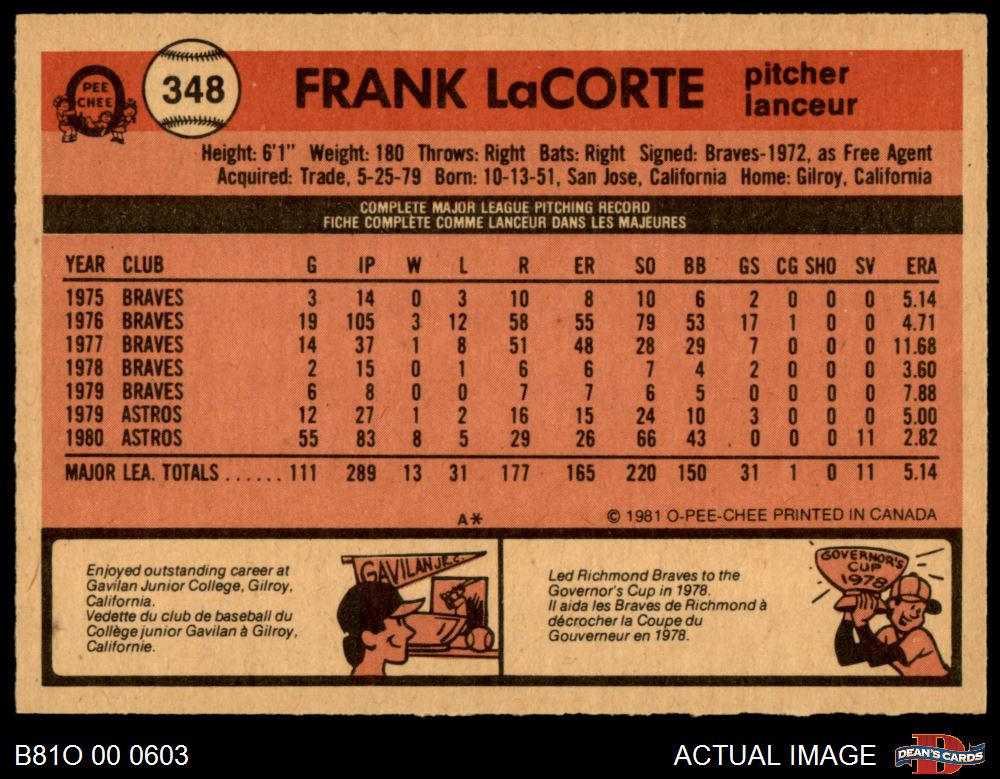 PEE
CHEE
348
FRANK LaCORTE
pitcher
lanceur
Height: 6'1" Weight: 180 Throws: Right Bats: Right Signed: Braves-1972, as Free Agent
Acquired: Trade, 5-25-79 Born: 10-13-51, San Jose, California Home: Gilroy, California
COMPLETE MAJOR LEAGUE PITCHING RECORD
FICHE COMPLÈTE COMME LANCEUR DANS LES MAJEURES
YEAR CLUB G IP W L R ER SO BB GS CG SHO SV ERA
1975 BRAVES 3 14 0 3 10 8 10 6 2 0 0 0 5.14
1976 BRAVES 19 105 3 12 58 55 79 53 17 1 0 0 4.71
1977 BRAVES 14 37 1 8 51 48 28 29 7 0 0 0 11.68
1978 BRAVES 2 15 0 1 6 6 7 4 2 0 0 0 3.60
1979 BRAVES 6 8 0 0 7 7 6 5 0 0 0 0 7.88
1979 ASTROS 12 27 1 2 16 15 24 10 3 0 0 0 5.00
1980 ASTROS 55 83 8 5 29 26 66 43 0 0 0 11 2.82
MAJOR LEA. TOTALS ...... 111 289 13 31 177 165 220 150 31 1 0 11 5.14
A* © 1981 O-PEE-CHEE PRINTED IN CANADA
Enjoyed outstanding career at
Gavilan Junior College, Gilroy,
California.
Vedette du club de baseball du
Collège junior Gavilan à Gilroy,
Californie.
GAVILAN JR.C.
Led Richmond Braves to the
Governor's Cup in 1978.
Il aida les Braves de Richmond à
décrocher la Coupe du
Gouverneur en 1978.
GOVERNOR'S
CUP
1978
B81O 00 0603
ACTUAL IMAGE
DEAN'S CARDS